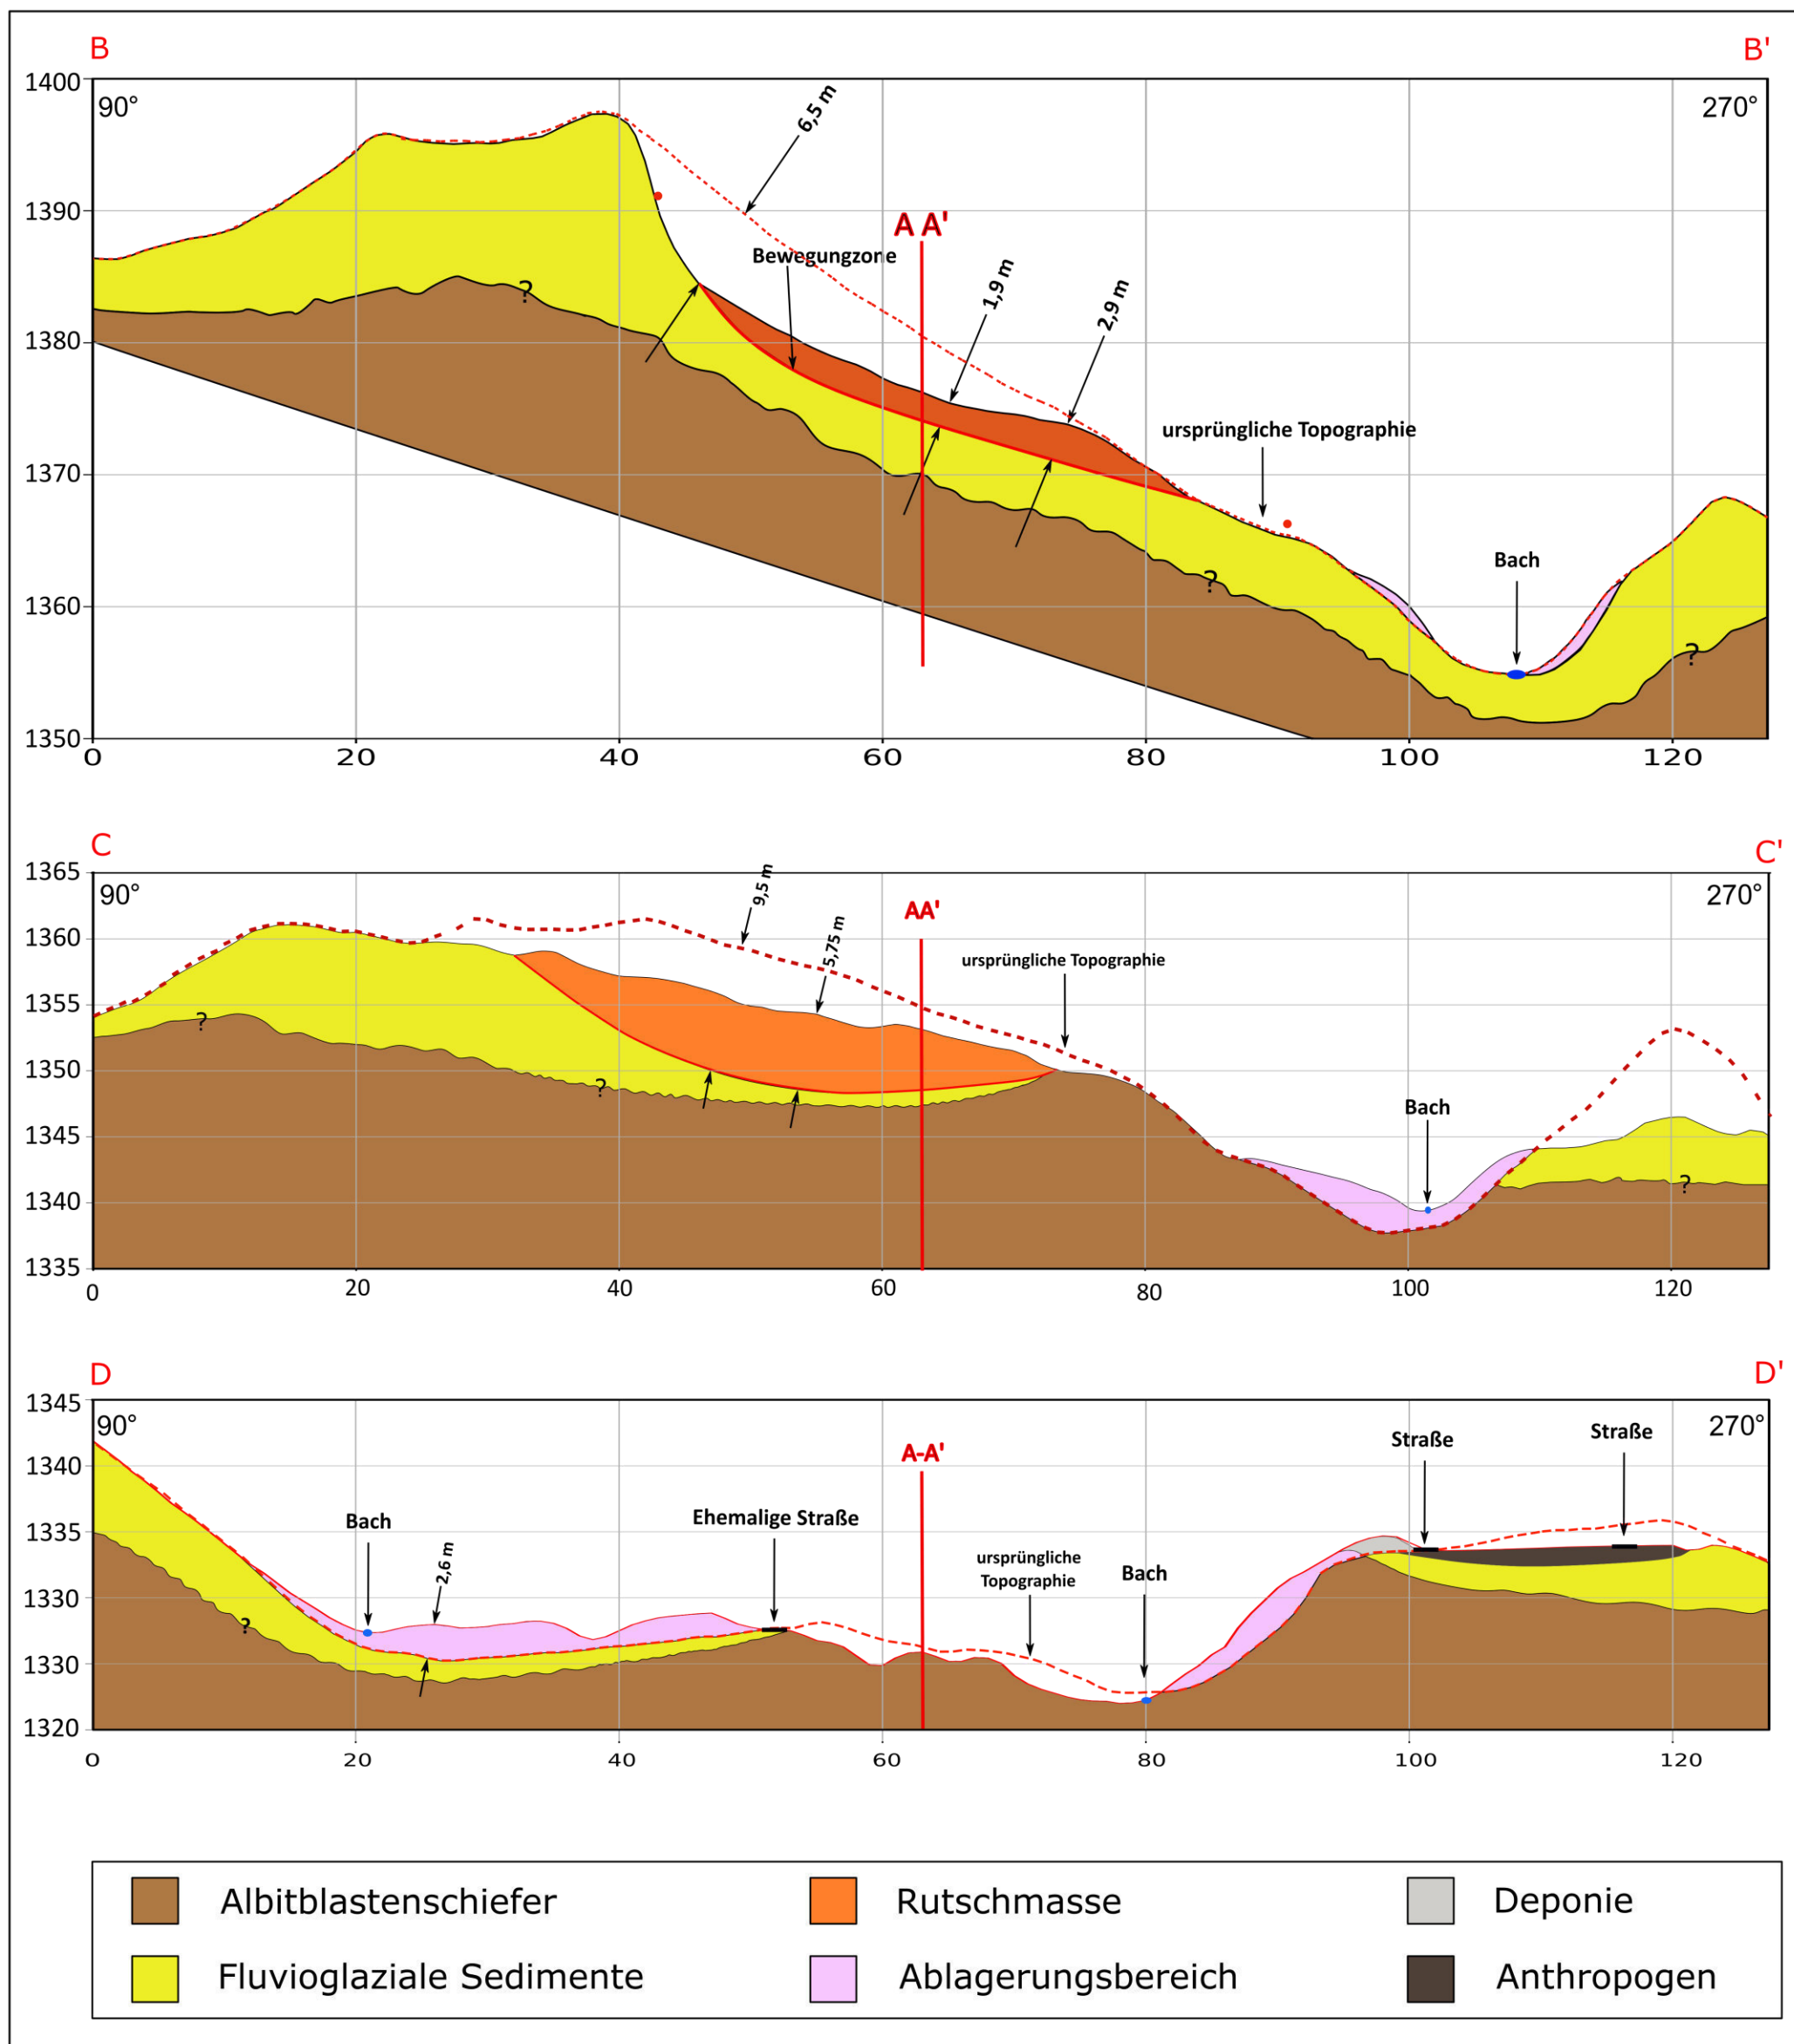 B B'
1400
90° 270°
6,5 m
1390
A A'
Bewegungzone
1,9 m
2,9 m
?
1380
ursprüngliche Topographie
1370
?
Bach
1360
?
1350
0 20 40 60 80 100 120
C C'
1365
90° 270°
9,5 m
AA'
1360
5,75 m
ursprüngliche Topographie
1355
?
1350
?
Bach
1345
?
1340
1335
0 20 40 60 80 100 120
D D'
1345
90° 270°
Straße
Straße
A-A'
1340
Ehemalige Straße
Bach
1335
2,6 m
ursprüngliche
Topographie
Bach
1330
?
1330
1320
0 20 40 60 80 100 120
Albitblastenschiefer Rutschmasse Deponie
Fluvioglaziale Sedimente Ablagerungsbereich Anthropogen